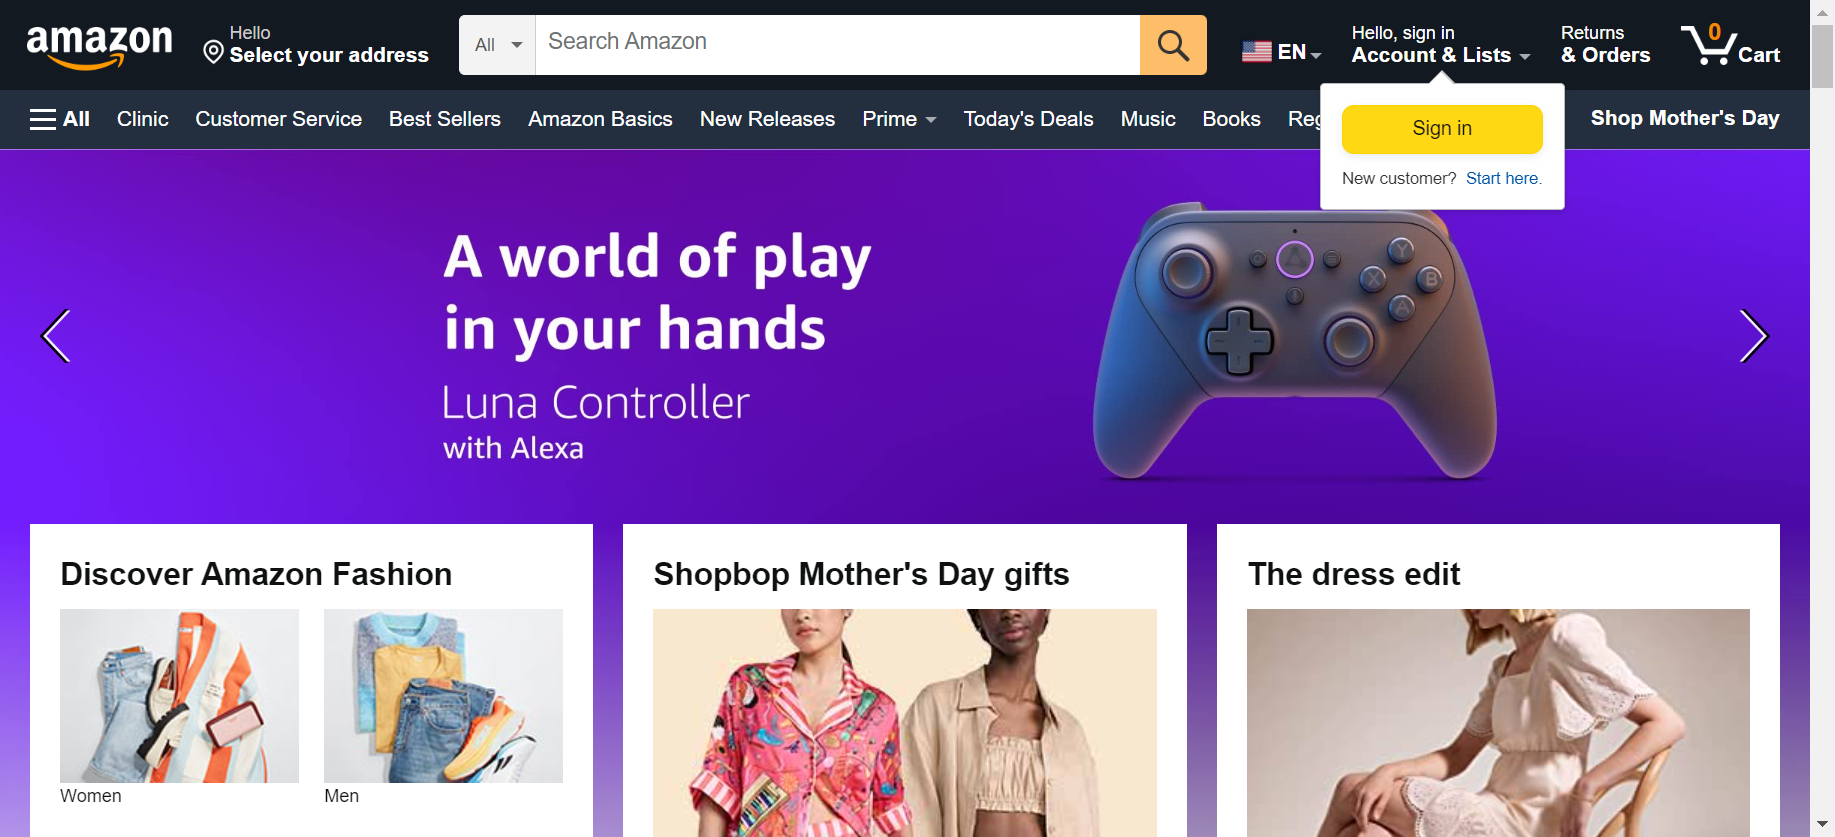 amazon
Hello
Select your address
All
Search Amazon
EN
Hello, sign in
Account & Lists
Returns
& Orders
0
Cart
All
Clinic
Customer Service
Best Sellers
Amazon Basics
New Releases
Prime
Today's Deals
Music
Books
Shop Mother's Day
Sign in
New customer? Start here.
A world of play
in your hands
Luna Controller
with Alexa
Y
X
B
A
Discover Amazon Fashion
Women
Men
Shopbop Mother's Day gifts
The dress edit